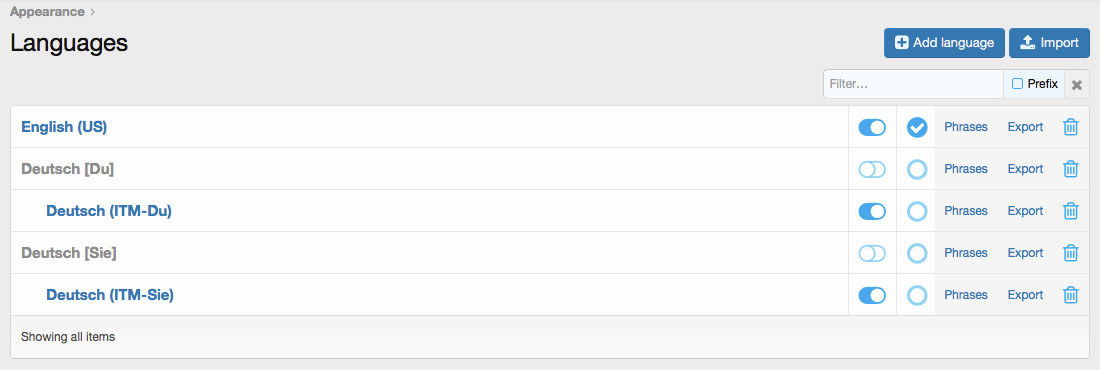 Appearance ›
Languages
Add language
Import
Filter...
Prefix
English (US) Phrases Export
Deutsch [Du] Phrases Export
Deutsch (ITM-Du) Phrases Export
Deutsch [Sie] Phrases Export
Deutsch (ITM-Sie) Phrases Export
Showing all items